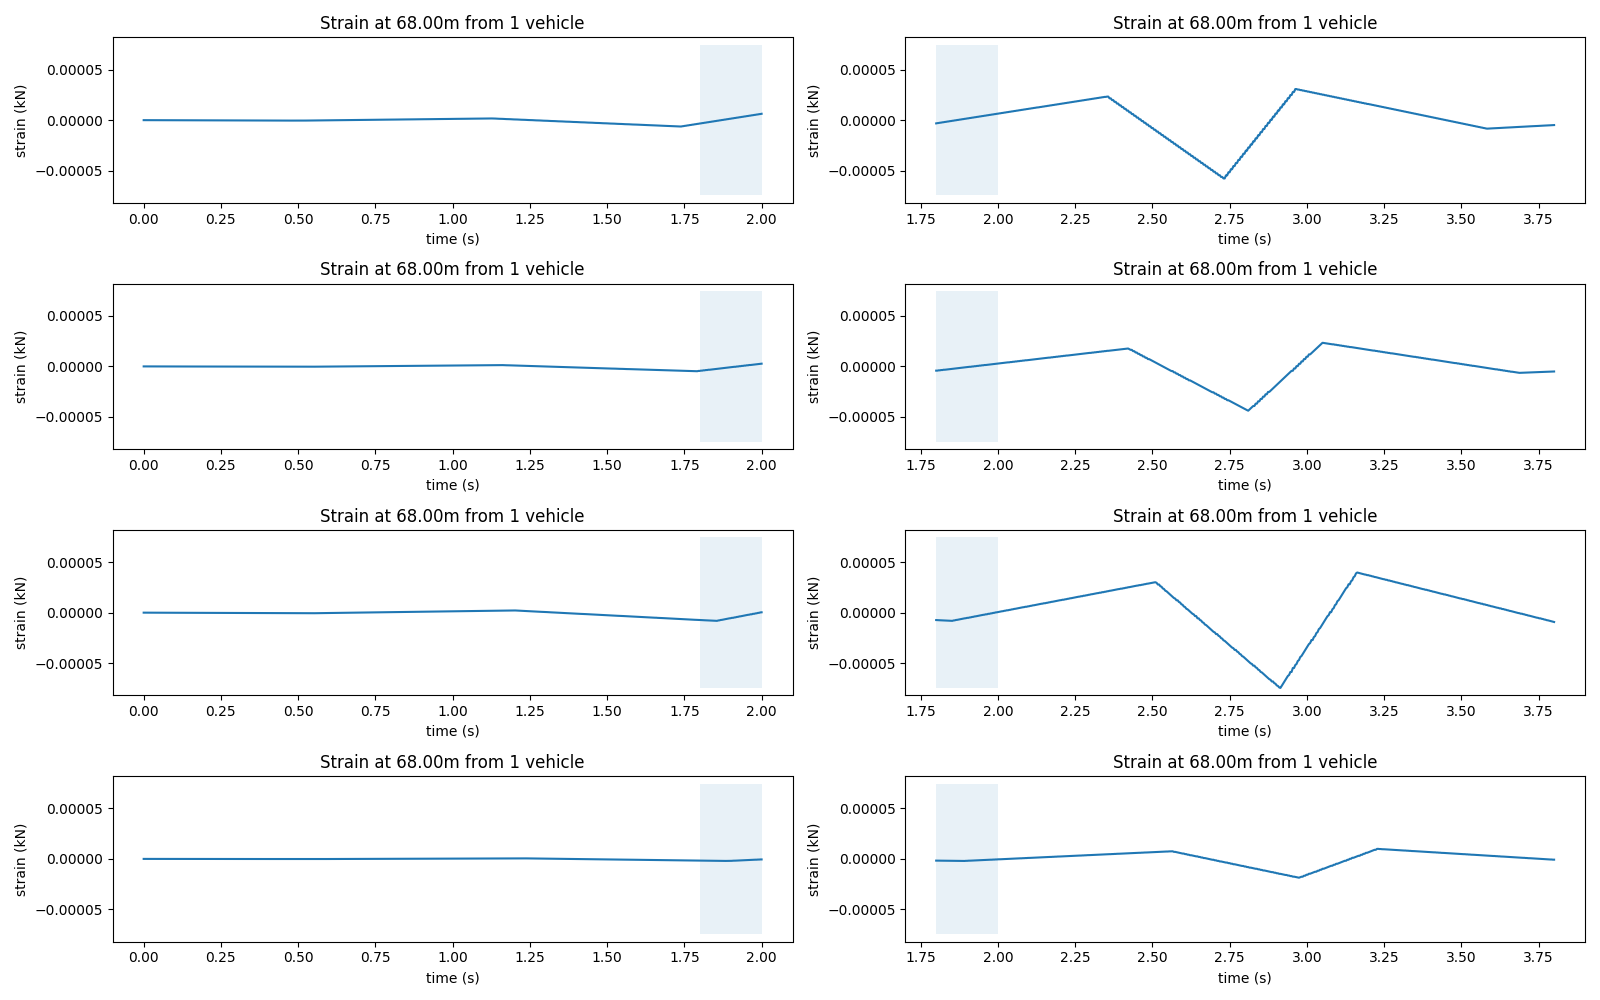 Strain at 68.00m from 1 vehicle
strain (kN)
0.00005
0.00000
−0.00005
0.00 0.25 0.50 0.75 1.00 1.25 1.50 1.75 2.00
time (s)
Strain at 68.00m from 1 vehicle
strain (kN)
0.00005
0.00000
−0.00005
1.75 2.00 2.25 2.50 2.75 3.00 3.25 3.50 3.75
time (s)
Strain at 68.00m from 1 vehicle
strain (kN)
0.00005
0.00000
−0.00005
0.00 0.25 0.50 0.75 1.00 1.25 1.50 1.75 2.00
time (s)
Strain at 68.00m from 1 vehicle
strain (kN)
0.00005
0.00000
−0.00005
1.75 2.00 2.25 2.50 2.75 3.00 3.25 3.50 3.75
time (s)
Strain at 68.00m from 1 vehicle
strain (kN)
0.00005
0.00000
−0.00005
0.00 0.25 0.50 0.75 1.00 1.25 1.50 1.75 2.00
time (s)
Strain at 68.00m from 1 vehicle
strain (kN)
0.00005
0.00000
−0.00005
1.75 2.00 2.25 2.50 2.75 3.00 3.25 3.50 3.75
time (s)
Strain at 68.00m from 1 vehicle
strain (kN)
0.00005
0.00000
−0.00005
0.00 0.25 0.50 0.75 1.00 1.25 1.50 1.75 2.00
time (s)
Strain at 68.00m from 1 vehicle
strain (kN)
0.00005
0.00000
−0.00005
1.75 2.00 2.25 2.50 2.75 3.00 3.25 3.50 3.75
time (s)